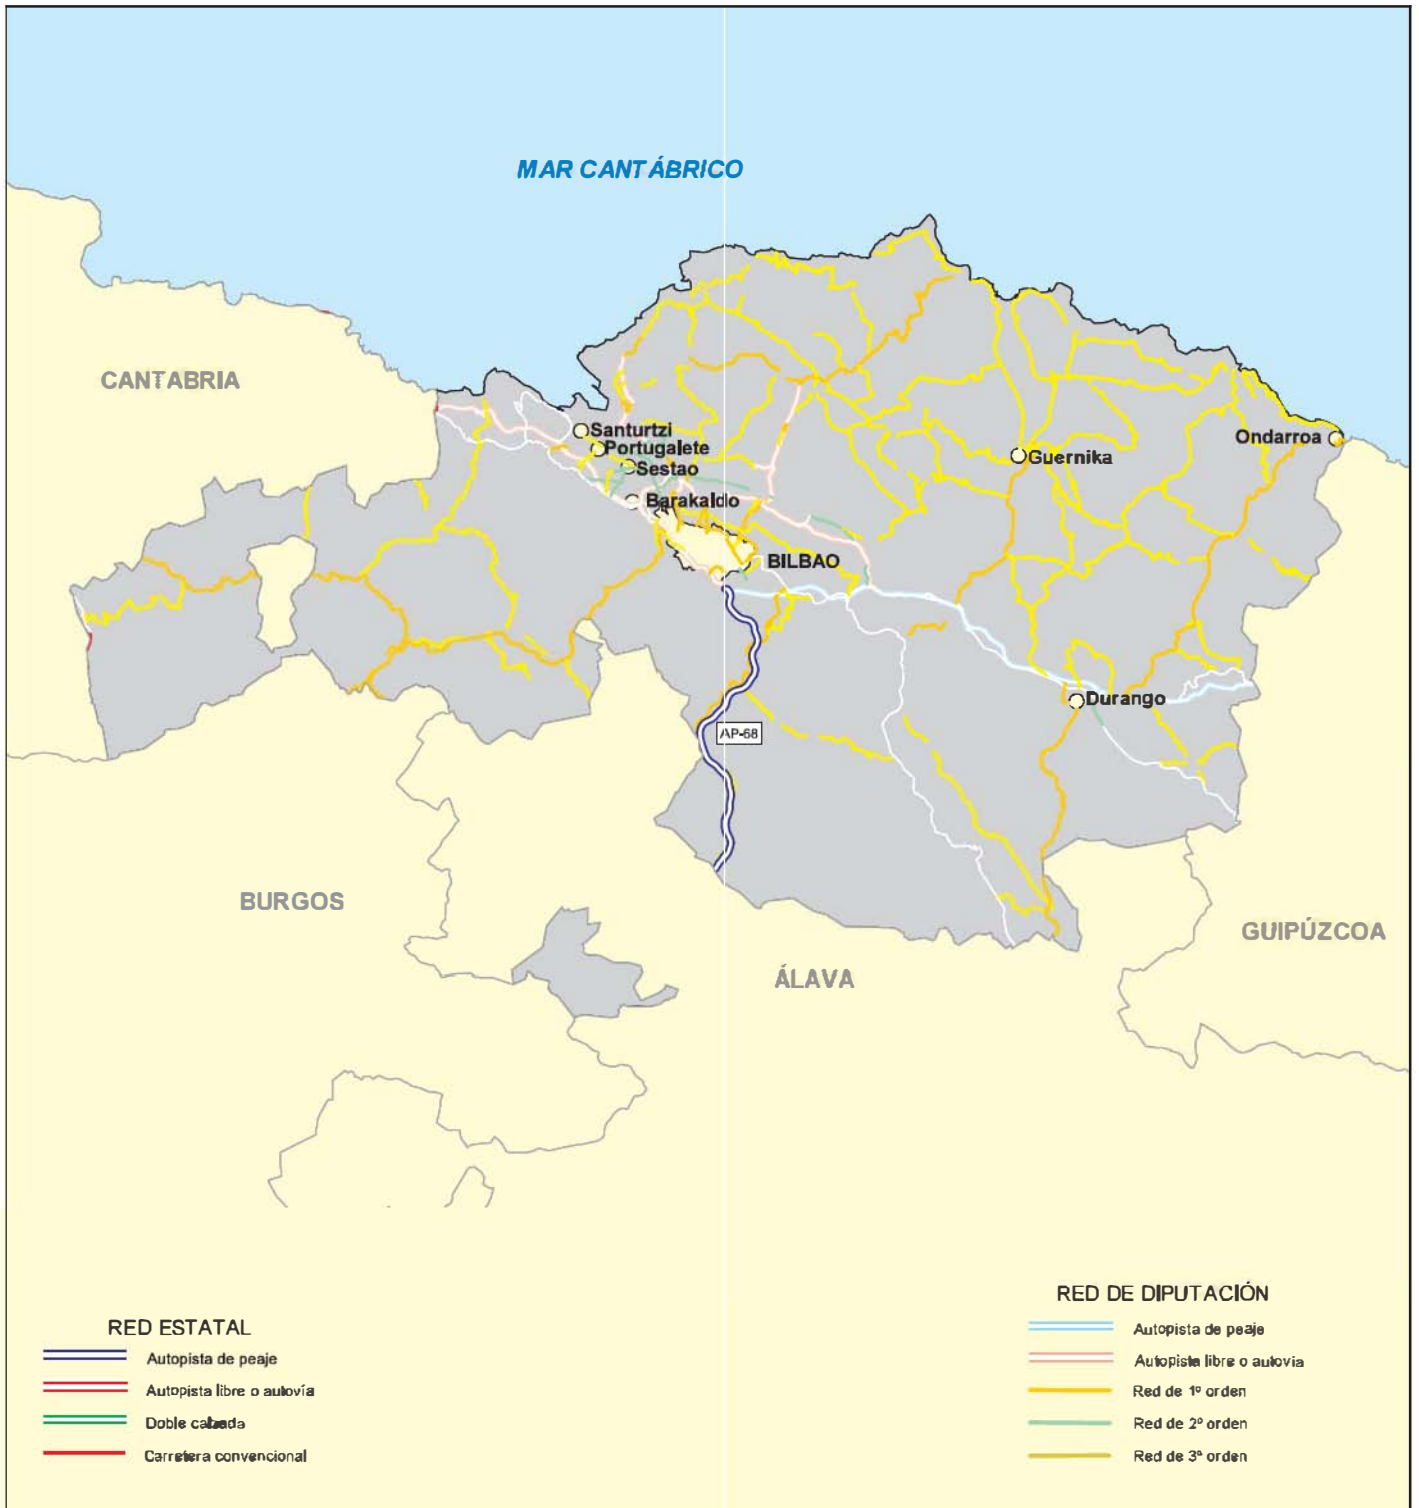 MAR CANTÁBRICO
CANTABRIA
Santurtzi
Portugalete
Sestao
Barakaldo
BILBAO
Guernika
Ondarroa
Durango
AP-68
BURGOS
ÁLAVA
GUIPÚZCOA
RED ESTATAL
Autopista de peaje
Autopista libre o autovía
Doble calzada
Carretera convencional
RED DE DIPUTACIÓN
Autopista de peaje
Autopista libre o autovia
Red de 1º orden
Red de 2º orden
Red de 3º orden